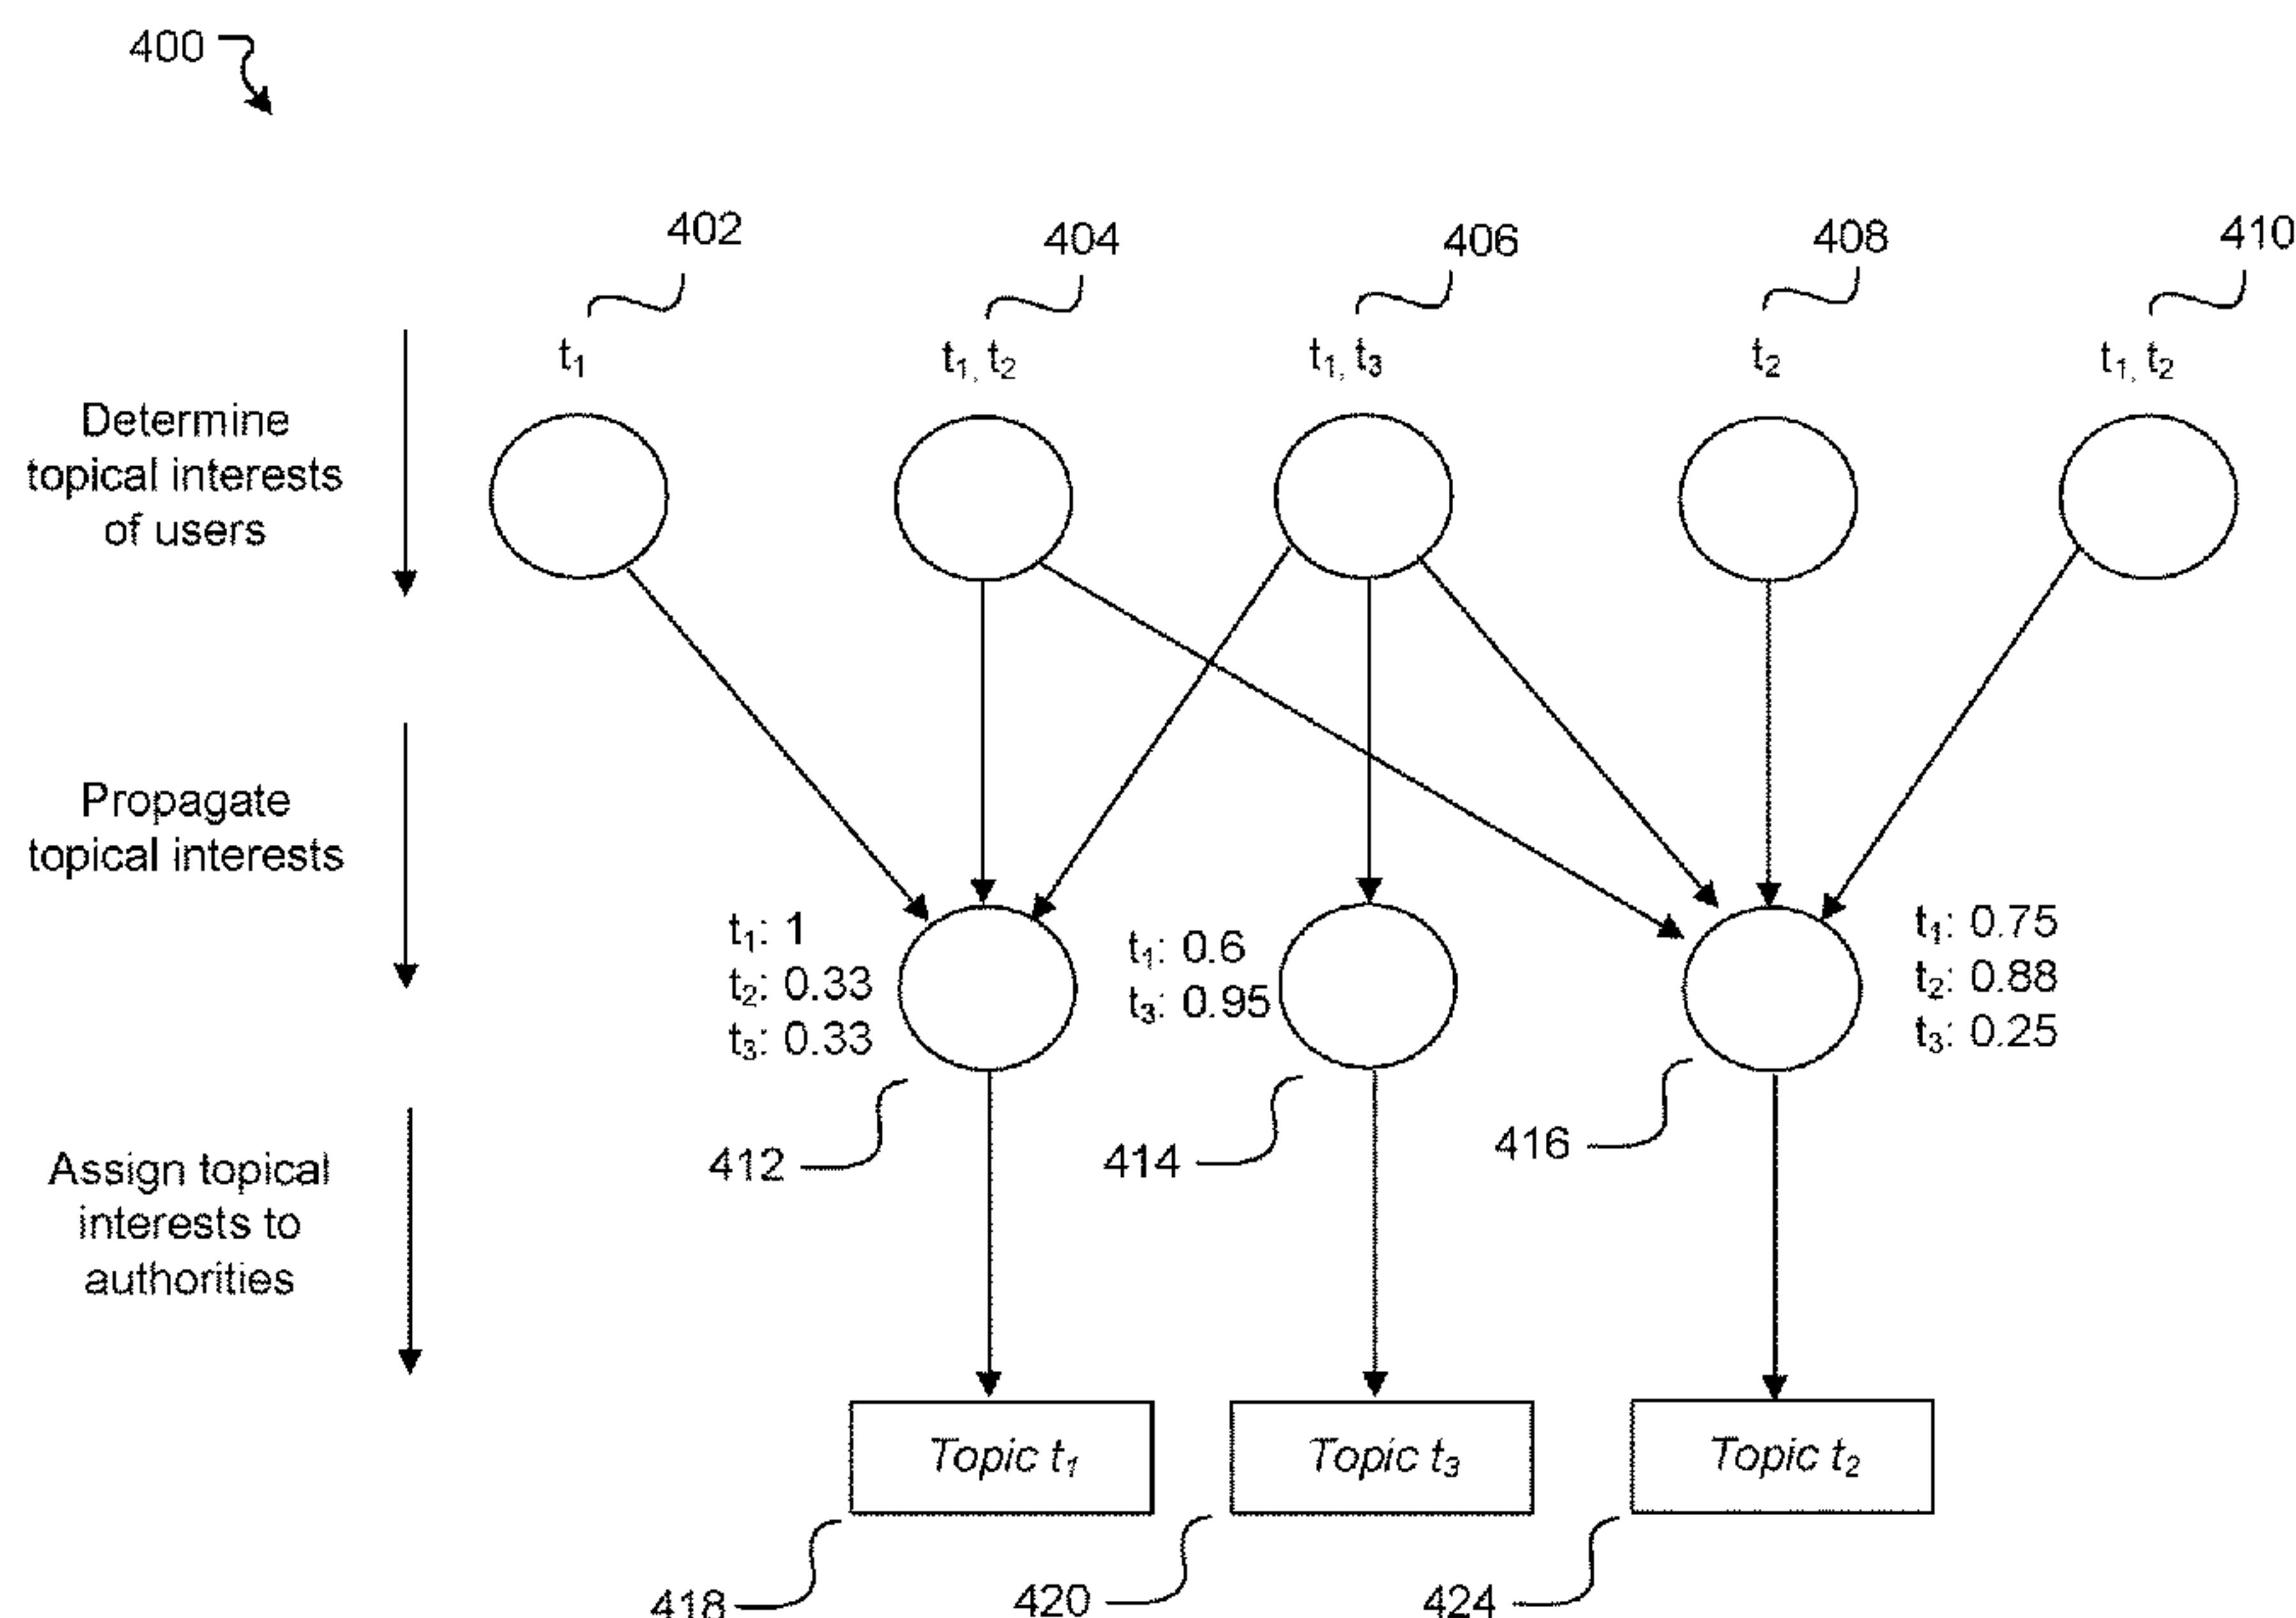 400
402
404
406
408
410
t₁
t₁, t₂
t₁, t₃
t₂
t₁, t₂
Determine
topical interests
of users
Propagate
topical interests
t₁: 1
t₂: 0.33
t₃: 0.33
t₁: 0.6
t₃: 0.95
t₁: 0.75
t₂: 0.88
t₃: 0.25
412
414
416
Assign topical
interests to
authorities
Topic t₁
Topic t₃
Topic t₂
418
420
424